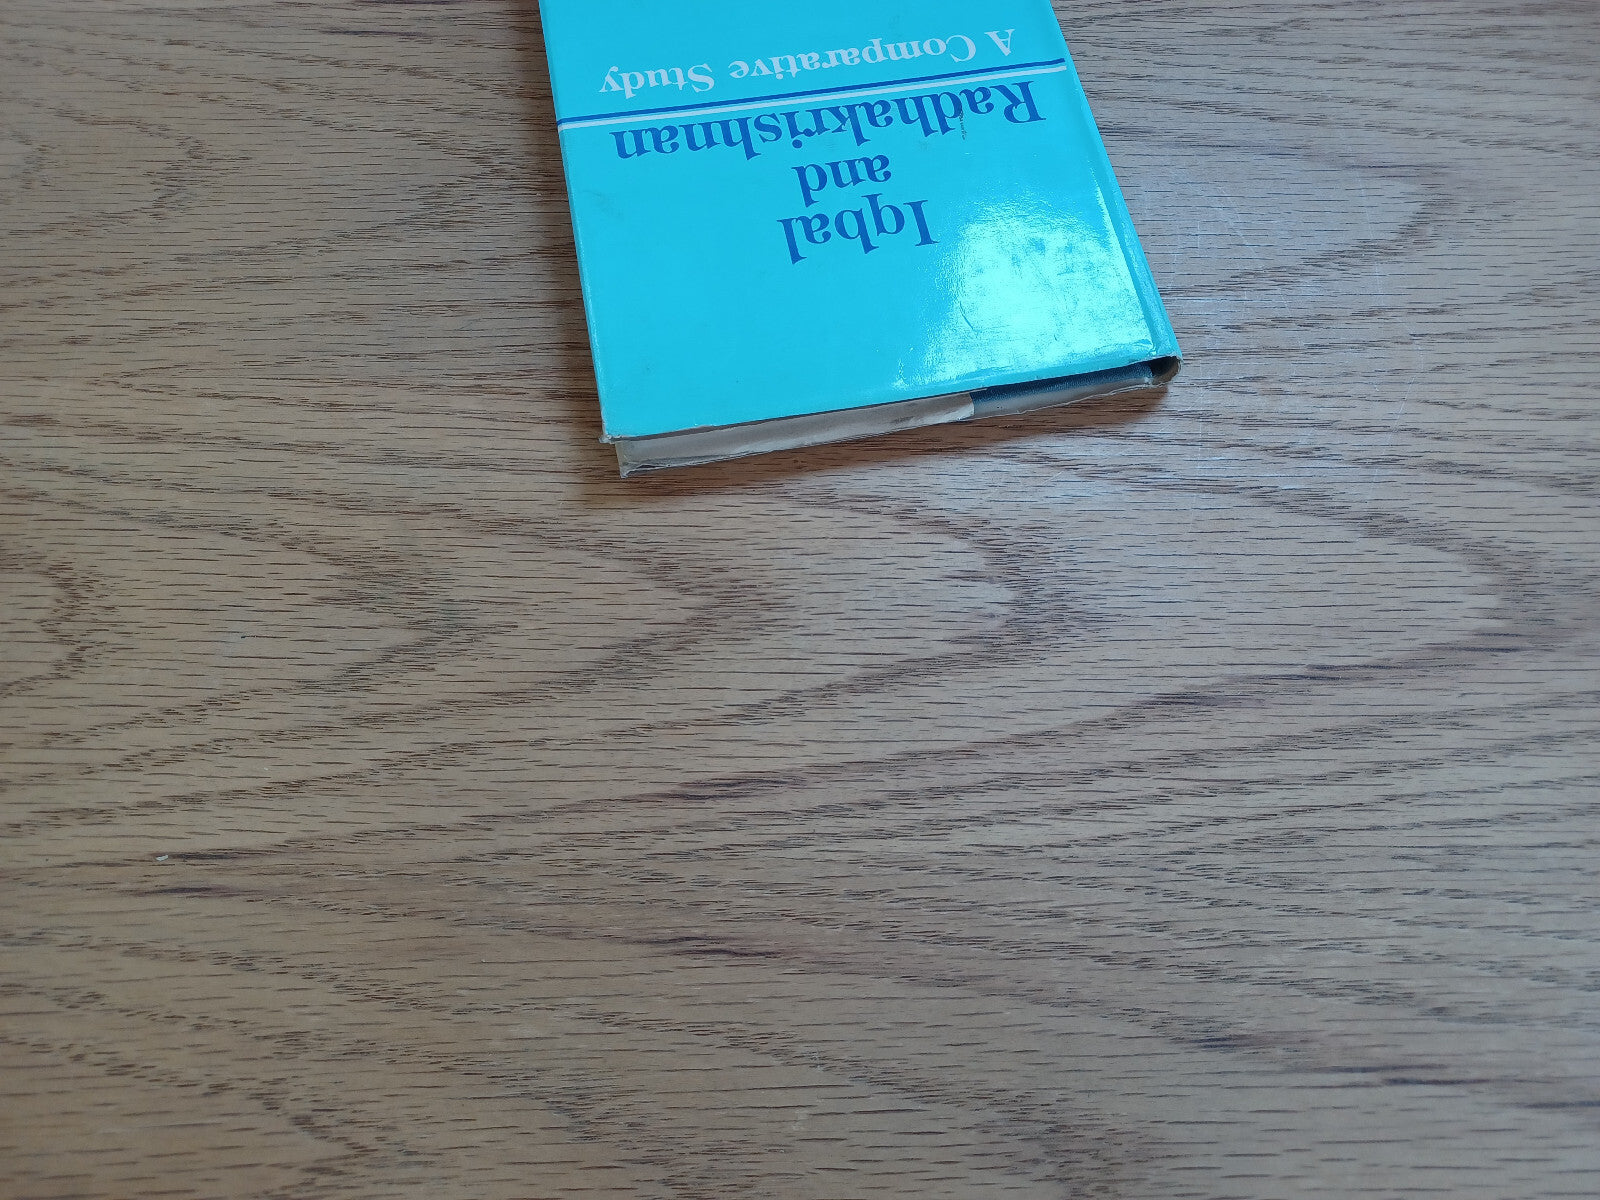 Iqbal
and
Radhakrishnan
A Comparative Study